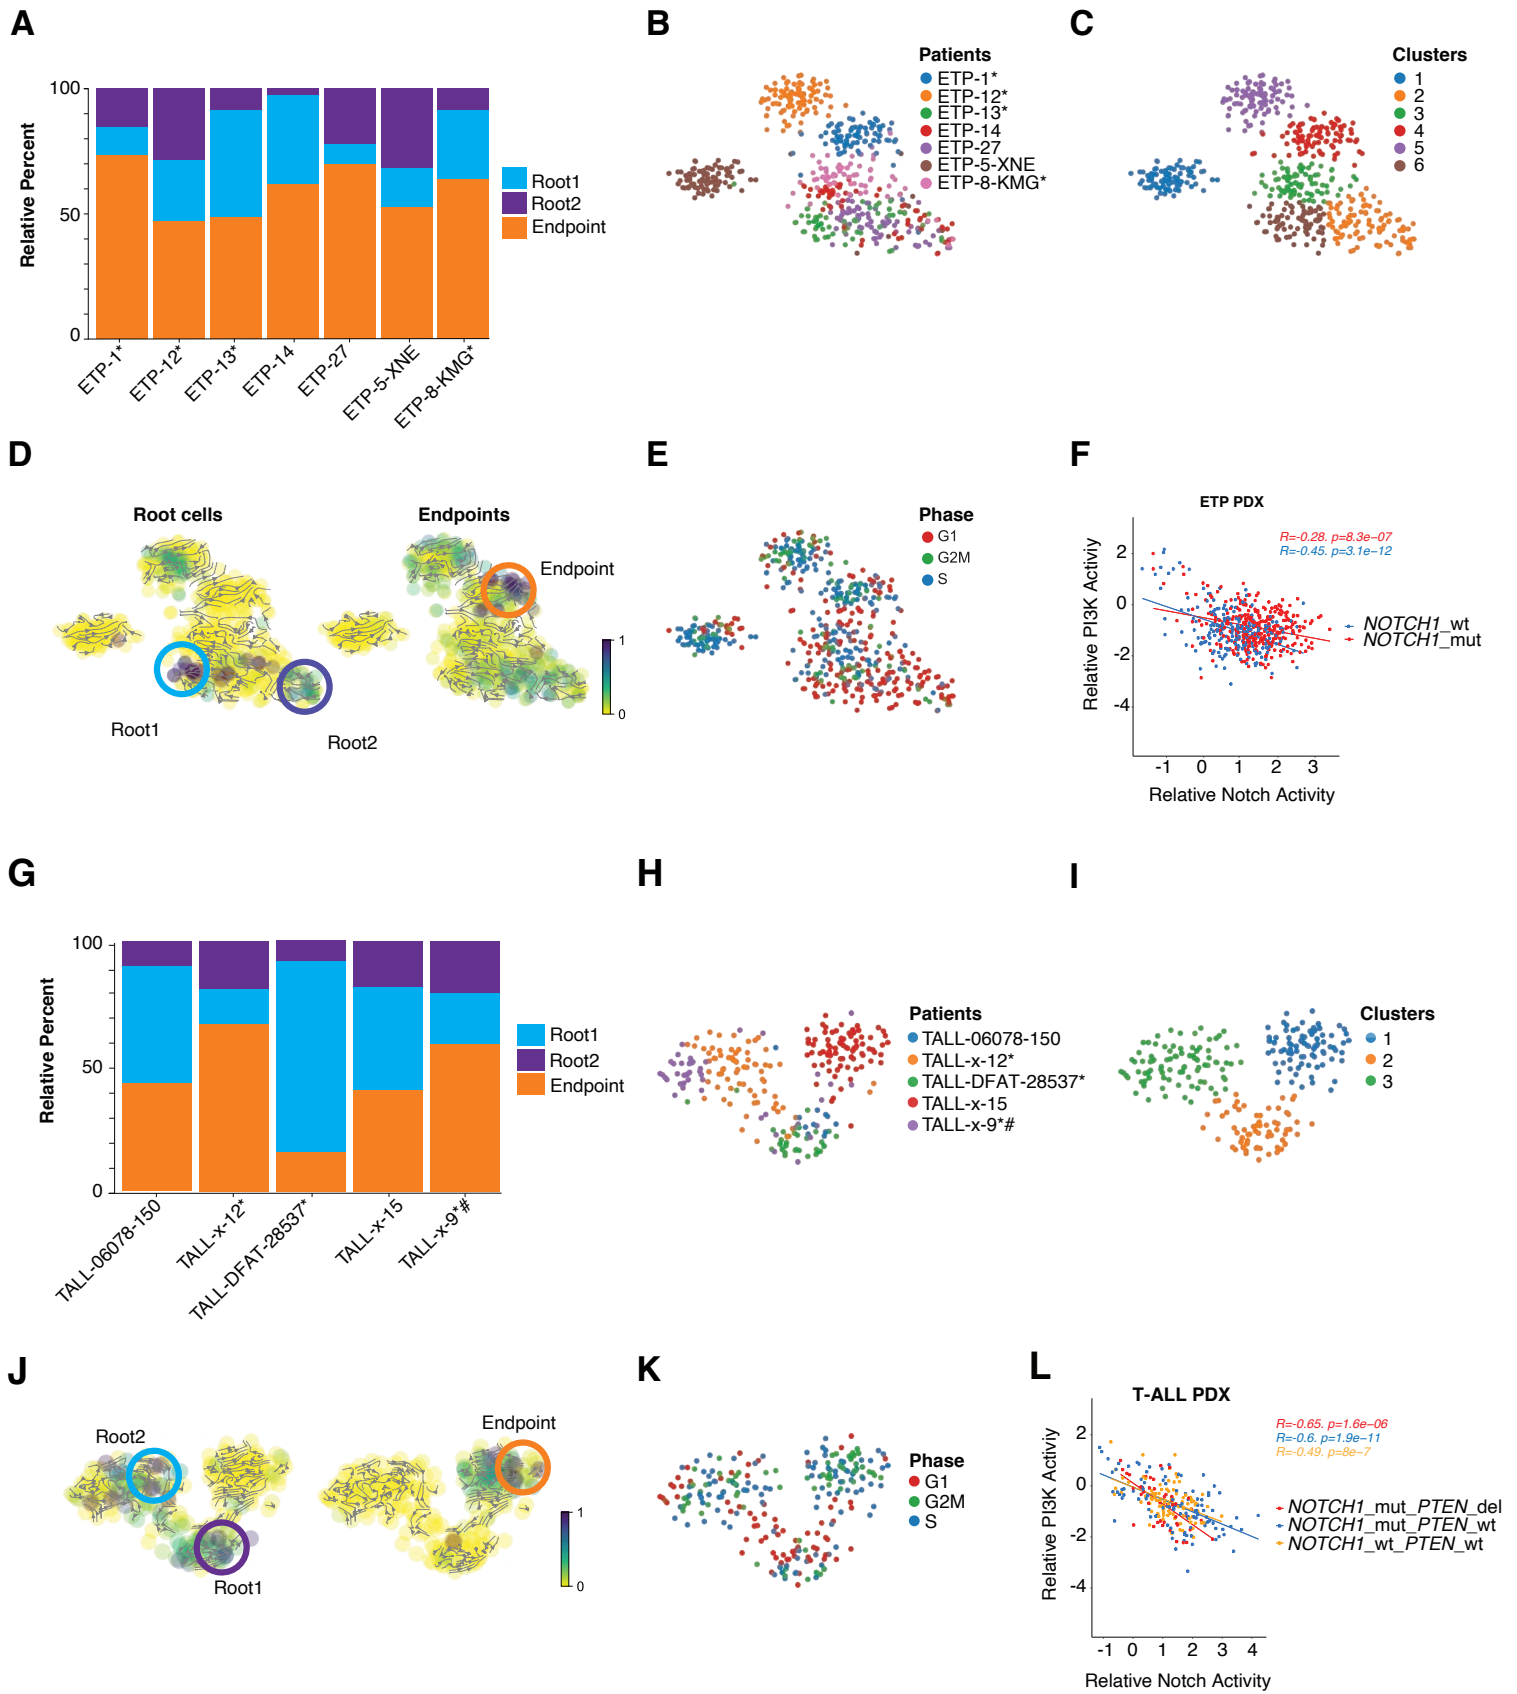 A
100
50
0
Relative Percent
ETP-1*
ETP-12*
ETP-13*
ETP-14
ETP-27
ETP-5-XNE
ETP-8-KMG*
Root1
Root2
Endpoint
B
Patients
ETP-1*
ETP-12*
ETP-13*
ETP-14
ETP-27
ETP-5-XNE
ETP-8-KMG*
C
Clusters
1
2
3
4
5
6
D
Root cells
Endpoints
Endpoint
Root1
Root2
1
0
E
Phase
G1
G2M
S
F
ETP PDX
R=-0.28. p=8.3e-07
R=-0.45. p=3.1e-12
2
0
-2
-4
Relative PI3K Activiy
-1 0 1 2 3
Relative Notch Activity
NOTCH1_wt
NOTCH1_mut
G
100
50
0
Relative Percent
TALL-06078-150
TALL-x-12*
TALL-DFAT-28537*
TALL-x-15
TALL-x-9*#
Root1
Root2
Endpoint
H
Patients
TALL-06078-150
TALL-x-12*
TALL-DFAT-28537*
TALL-x-15
TALL-x-9*#
I
Clusters
1
2
3
J
Root2
Root1
Endpoint
1
0
K
Phase
G1
G2M
S
L
T-ALL PDX
R=-0.65. p=1.6e-06
R=-0.6. p=1.9e-11
R=-0.49. p=8e-7
2
0
-2
-4
Relative PI3K Activiy
-1 0 1 2 3 4
Relative Notch Activity
NOTCH1_mut_PTEN_del
NOTCH1_mut_PTEN_wt
NOTCH1_wt_PTEN_wt